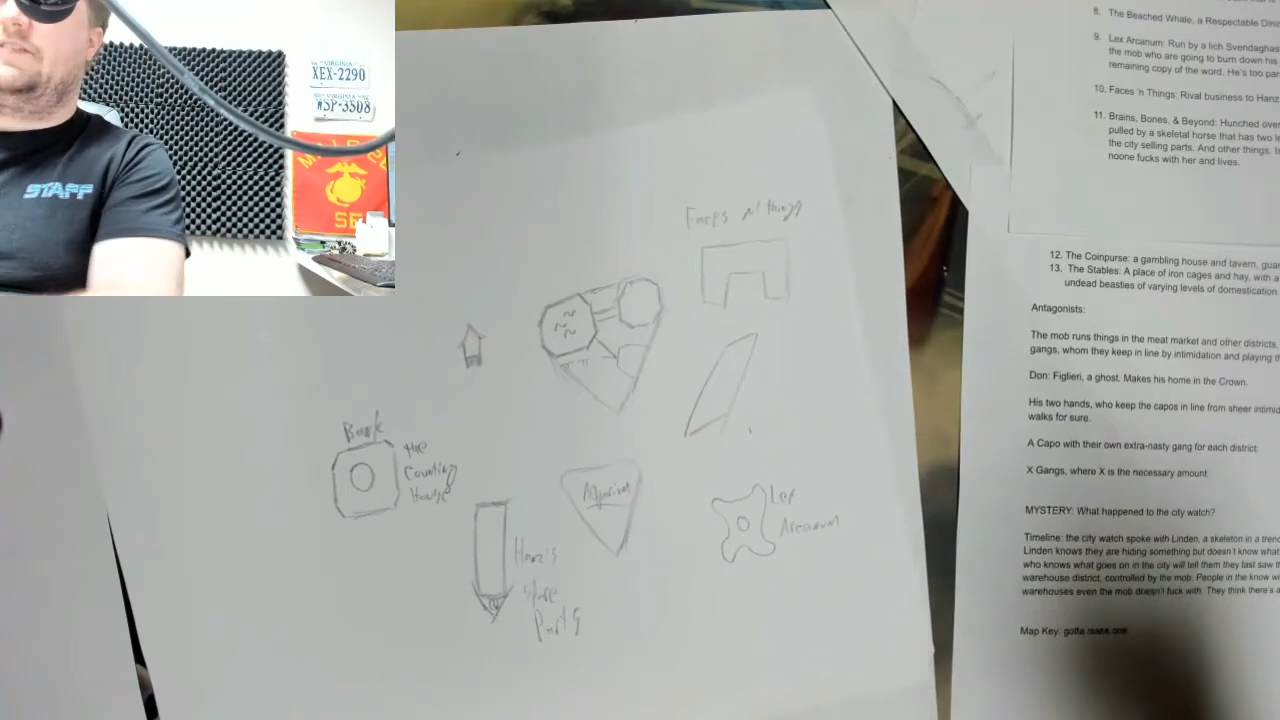 STAFF
VIRGINIA
XEX-2290
VIRGINIA
WSP-3508
SE
Faces n' things
Bank
the
Counting
House
Aquarium
Lex
Arcanum
Hanz's
spare
Parts
8. The Beached Whale, a Respectable
9. Lex Arcanum: Run by a lich
the mob who are going to burn down his
remaining copy of the word. He's too
10. Faces 'n Things: Rival business to Hanz
11. Brains, Bones, & Beyond: Hunched over
pulled by a skeletal horse that has two
the city selling parts. And other things.
noone fucks with her and lives.
12. The Coinpurse: a gambling house and tavern,
13. The Stables: A place of iron cages and hay, with a
undead beasties of varying levels of domestication
Antagonists:
The mob runs things in the meat market and other districts,
gangs, whom they keep in line by intimidation and playing
Don: Figlieri, a ghost. Makes his home in the Crown.
His two hands, who keep the capos in line from sheer
walks for sure.
A Capo with their own extra-nasty gang for each district
X Gangs, where X is the necessary amount
MYSTERY: What happened to the city watch?
Timeline: the city watch spoke with Linden, a skeleton in a
Linden knows they are hiding something but doesn't know
who knows what goes on in the city will tell them they last saw
warehouse district, controlled by the mob. People in the know
warehouses even the mob doesn't fuck with. They think there's
Map Key: gotta make one